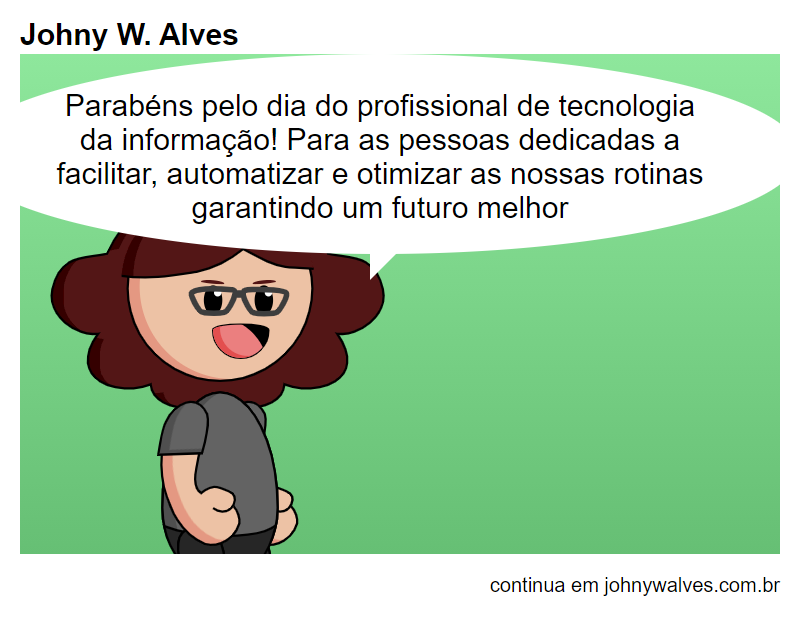 Johny W. Alves
Parabéns pelo dia do profissional de tecnologia
da informação! Para as pessoas dedicadas a
facilitar, automatizar e otimizar as nossas rotinas
garantindo um futuro melhor
continua em johnywalves.com.br